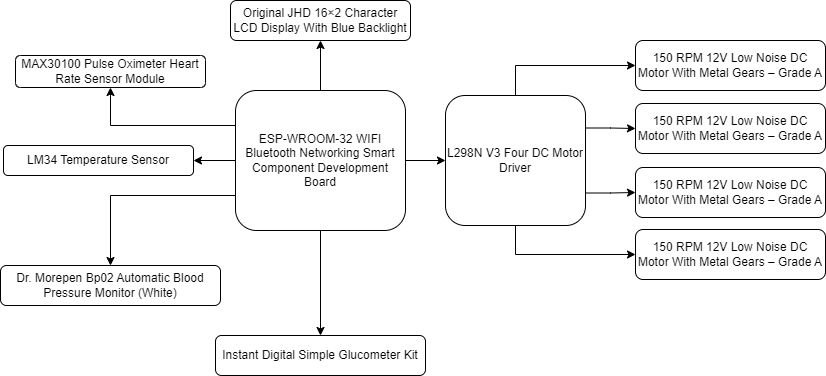 Original JHD 16×2 Character
LCD Display With Blue Backlight
MAX30100 Pulse Oximeter Heart
Rate Sensor Module
LM34 Temperature Sensor
Dr. Morepen Bp02 Automatic Blood
Pressure Monitor (White)
ESP-WROOM-32 WIFI
Bluetooth Networking Smart
Component Development
Board
Instant Digital Simple Glucometer Kit
L298N V3 Four DC Motor
Driver
150 RPM 12V Low Noise DC
Motor With Metal Gears – Grade A
150 RPM 12V Low Noise DC
Motor With Metal Gears – Grade A
150 RPM 12V Low Noise DC
Motor With Metal Gears – Grade A
150 RPM 12V Low Noise DC
Motor With Metal Gears – Grade A